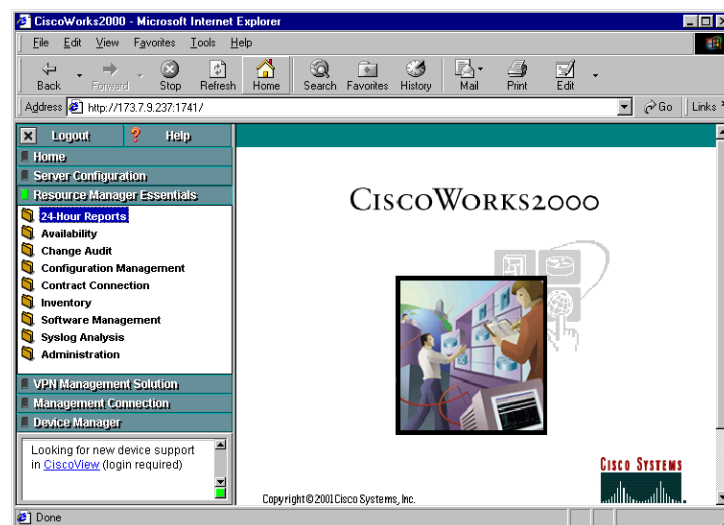 CiscoWorks2000 - Microsoft Internet Explorer
File Edit View Favorites Tools Help
Back Forward Stop Refresh Home Search Favorites History Mail Print Edit
Address http://173.7.9.237:1741/ Go Links
Logout ? Help
Home
Server Configuration
Resource Manager Essentials
24-Hour Reports
Availability
Change Audit
Configuration Management
Contract Connection
Inventory
Software Management
Syslog Analysis
Administration
VPN Management Solution
Management Connection
Device Manager
Looking for new device support
in CiscoView (login required)
CISCOWORKS2000
CISCO SYSTEMS
Copyright©2001 Cisco Systems, Inc.
Done